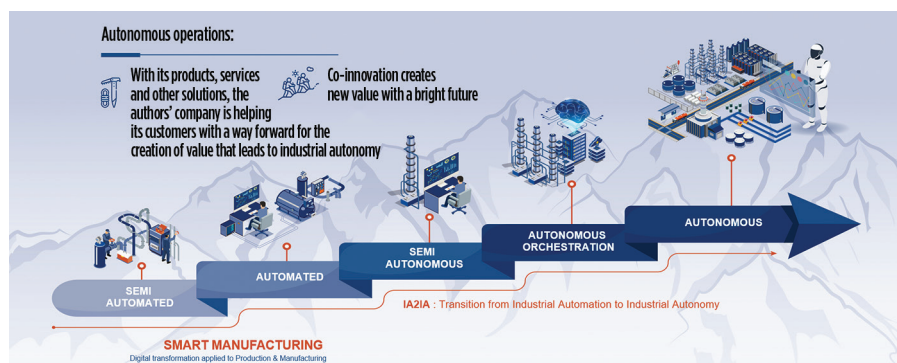 Autonomous operations:
With its products, services
and other solutions, the
authors' company is helping
its customers with a way forward for the
creation of value that leads to industrial autonomy
Co-innovation creates
new value with a bright future
SEMI
AUTOMATED
AUTOMATED
SEMI
AUTONOMOUS
AUTONOMOUS
ORCHESTRATION
AUTONOMOUS
IA2IA : Transition from Industrial Automation to Industrial Autonomy
SMART MANUFACTURING
Digital transformation applied to Production & Manufacturing